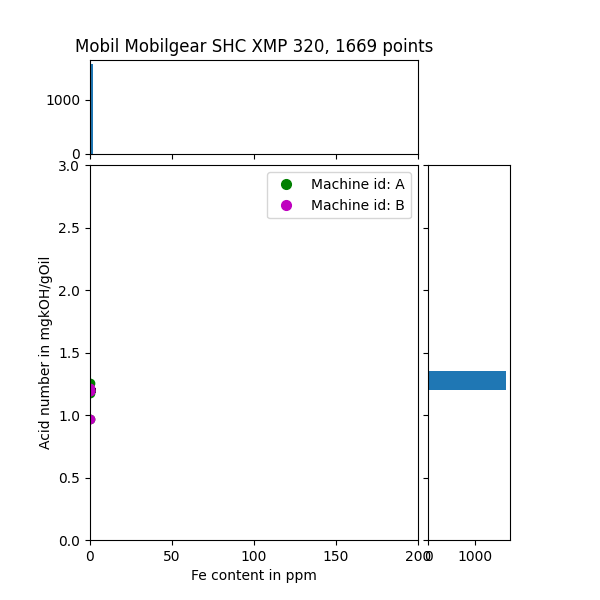 Mobil Mobilgear SHC XMP 320, 1669 points
1000
0
3.0
2.5
2.0
1.5
1.0
0.5
0.0
Machine id: A
Machine id: B
Acid number in mgkOH/gOil
0 50 100 150 200
0 1000
Fe content in ppm